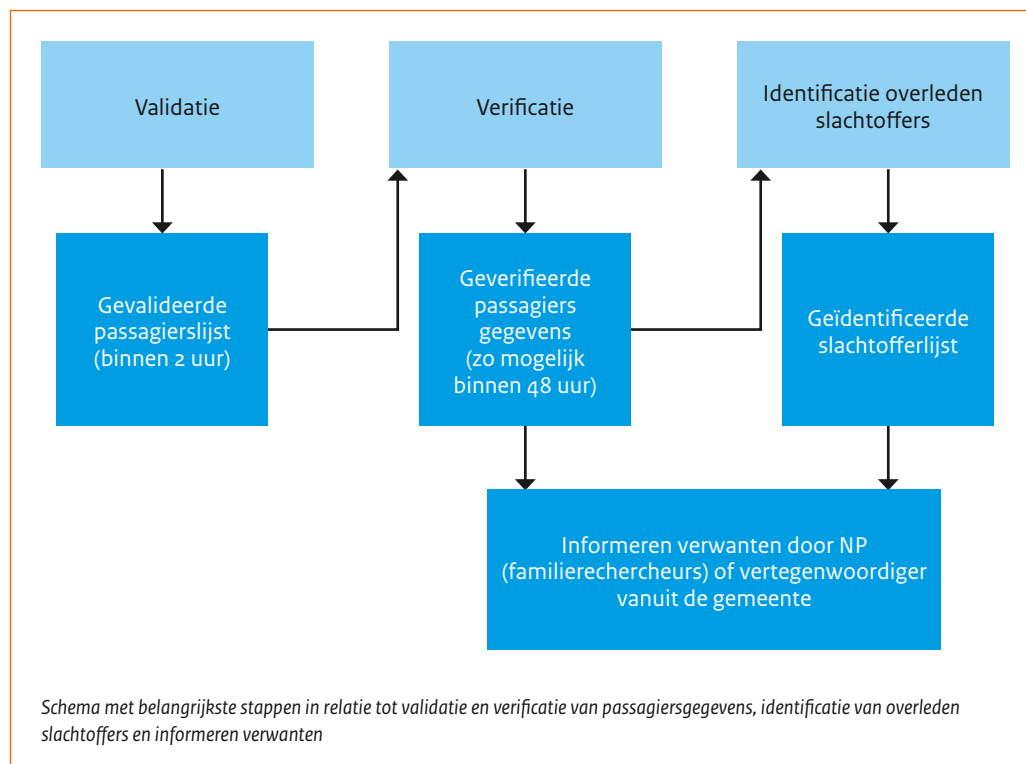 Validatie
Verificatie
Identificatie overleden
slachtoffers
Gevalideerde
passagierslijst
(binnen 2 uur)
Geverifieerde
passagiers
gegevens
(zo mogelijk
binnen 48 uur)
Geïdentificeerde
slachtofferlijst
Informeren verwanten door NP
(familierechercheurs) of vertegenwoordiger
vanuit de gemeente
Schema met belangrijkste stappen in relatie tot validatie en verificatie van passagiersgegevens, identificatie van overleden
slachtoffers en informeren verwanten